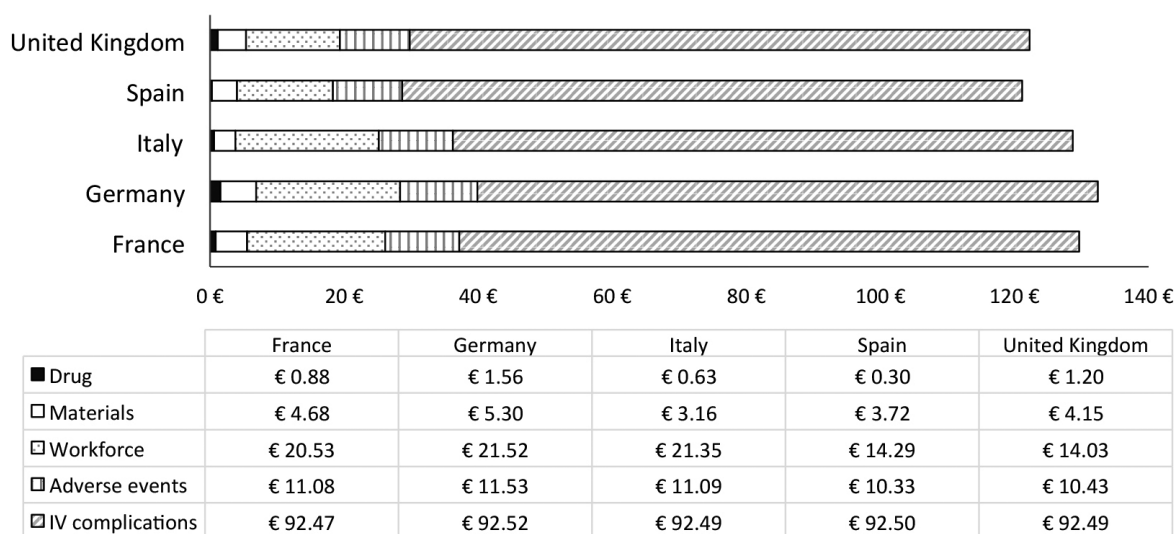 United Kingdom
Spain
Italy
Germany
France
0 € 20 € 40 € 60 € 80 € 100 € 120 € 140 €
France Germany Italy Spain United Kingdom
Drug € 0.88 € 1.56 € 0.63 € 0.30 € 1.20
Materials € 4.68 € 5.30 € 3.16 € 3.72 € 4.15
Workforce € 20.53 € 21.52 € 21.35 € 14.29 € 14.03
Adverse events € 11.08 € 11.53 € 11.09 € 10.33 € 10.43
IV complications € 92.47 € 92.52 € 92.49 € 92.50 € 92.49